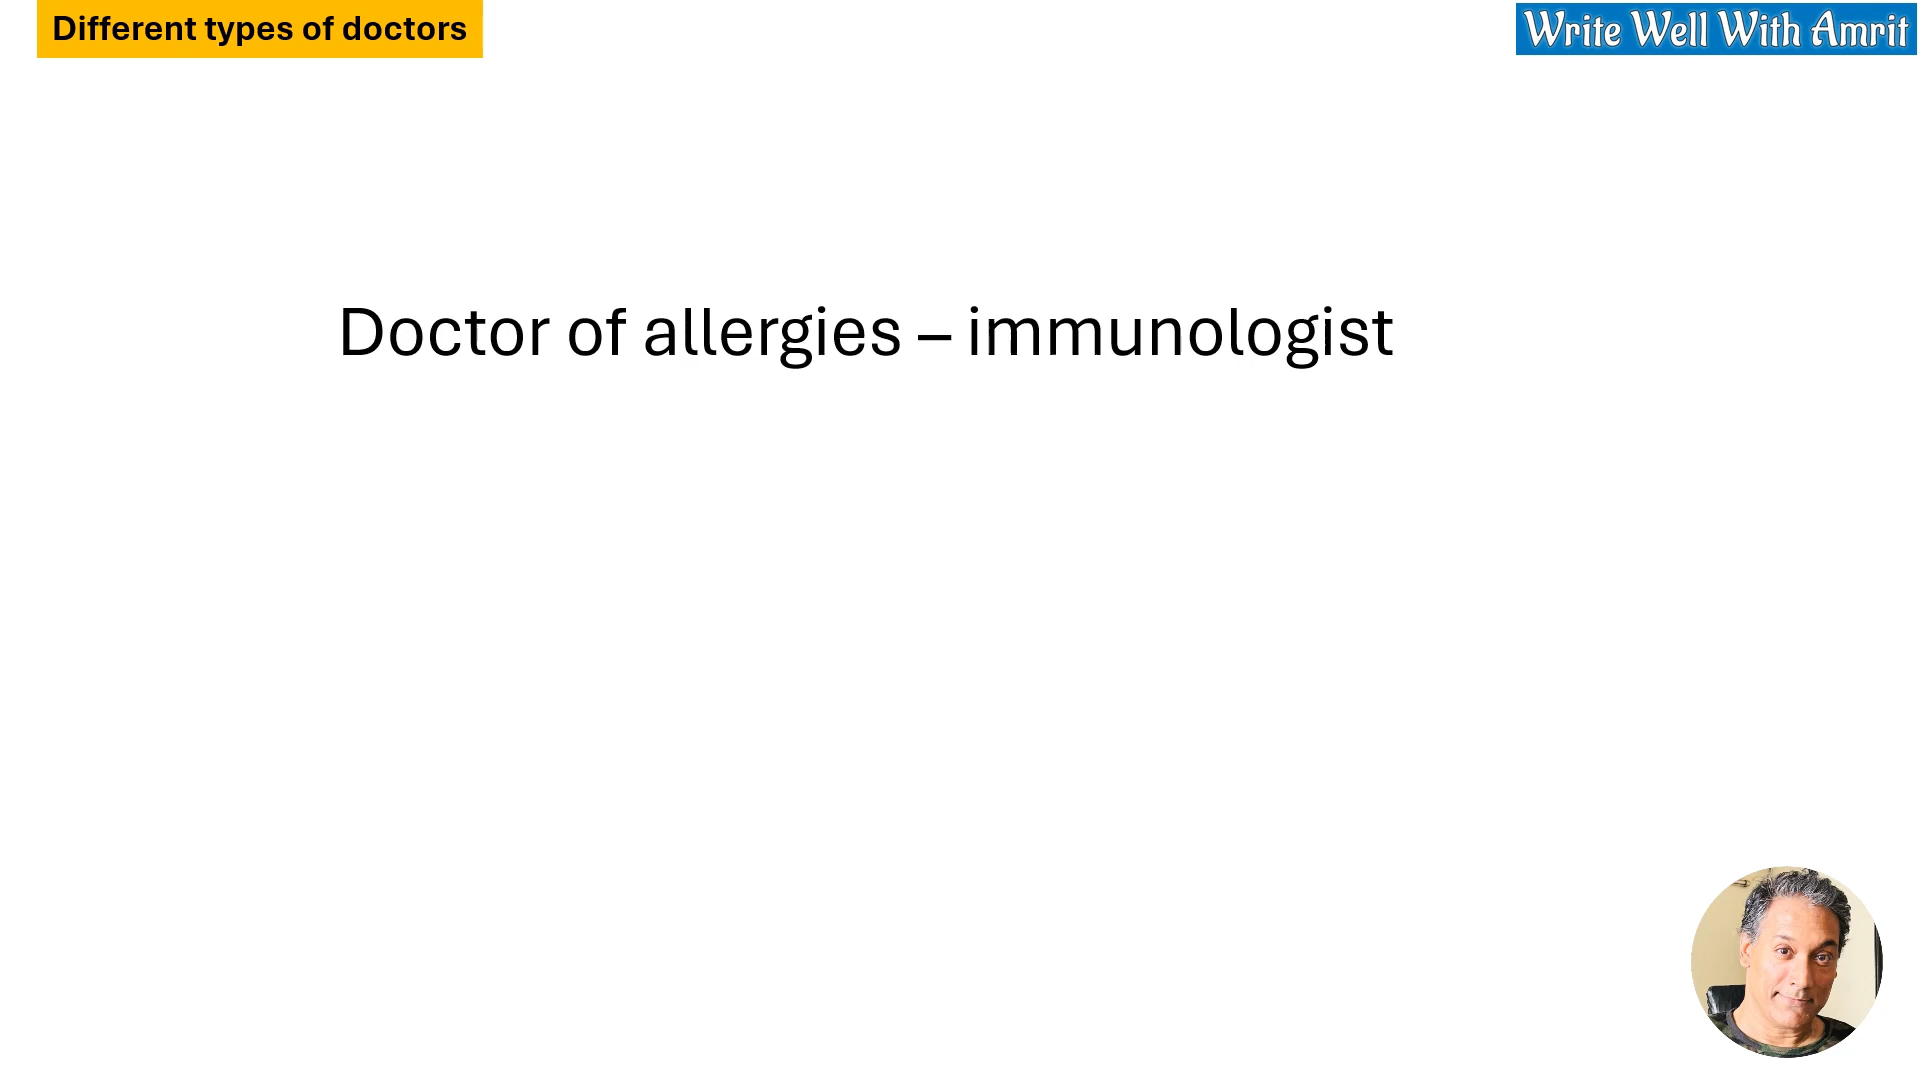 Different types of doctors
Write Well With Amrit
Doctor of allergies – immunologist